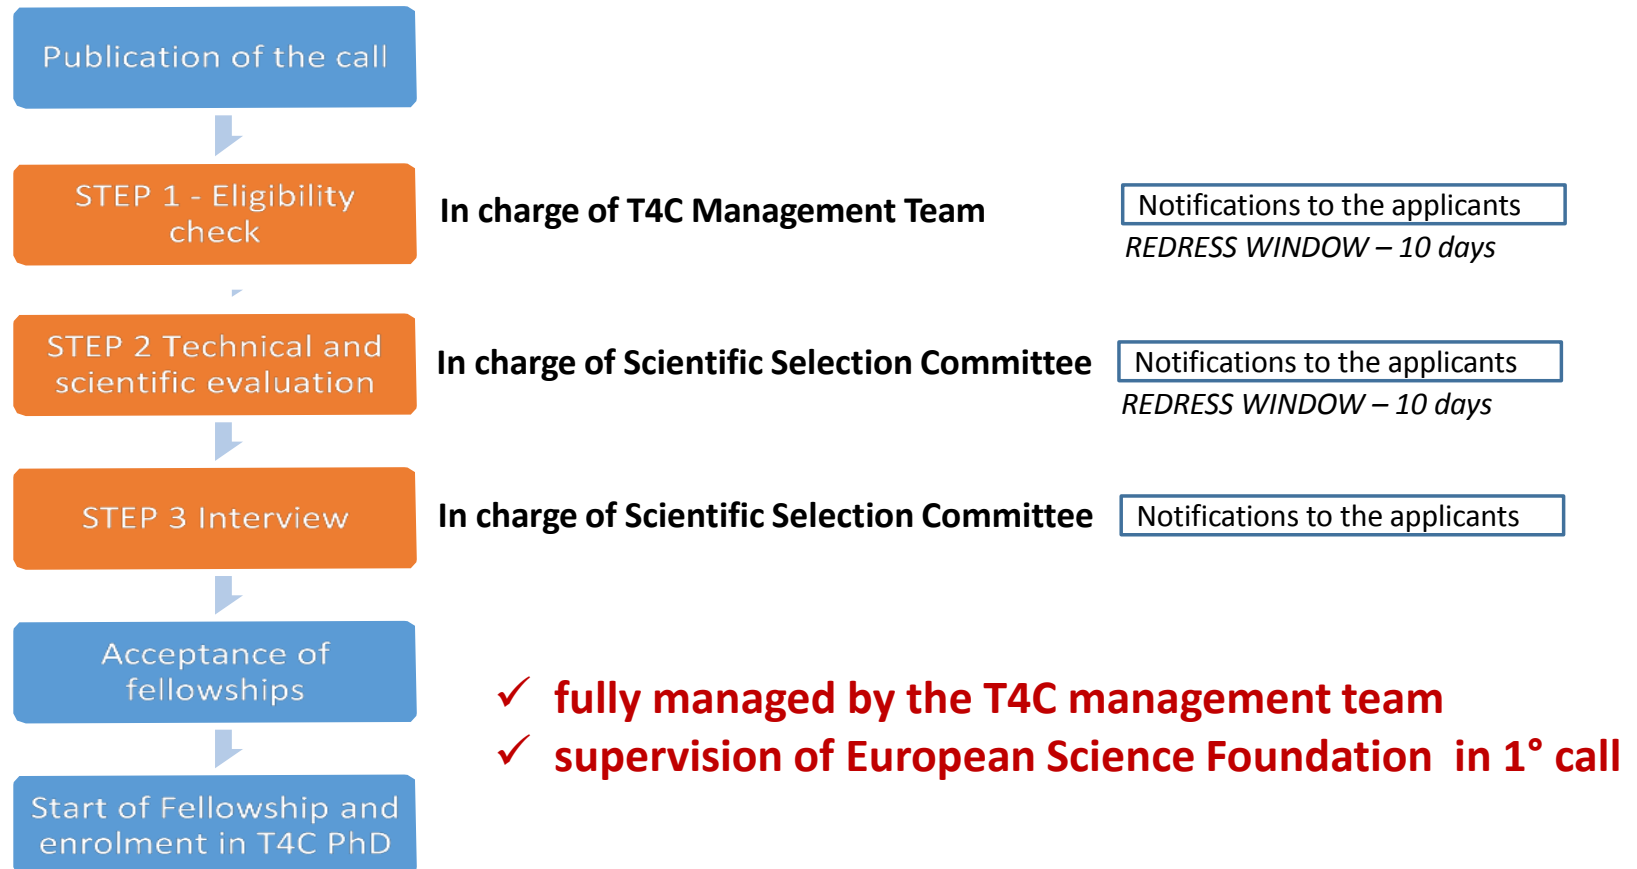 Publication of the call
STEP 1 - Eligibility
check
In charge of T4C Management Team
Notifications to the applicants
REDRESS WINDOW – 10 days
STEP 2 Technical and
scientific evaluation
In charge of Scientific Selection Committee
Notifications to the applicants
REDRESS WINDOW – 10 days
STEP 3 Interview
In charge of Scientific Selection Committee
Notifications to the applicants
Acceptance of
fellowships
✓ fully managed by the T4C management team
✓ supervision of European Science Foundation in 1° call
Start of Fellowship and
enrolment in T4C PhD